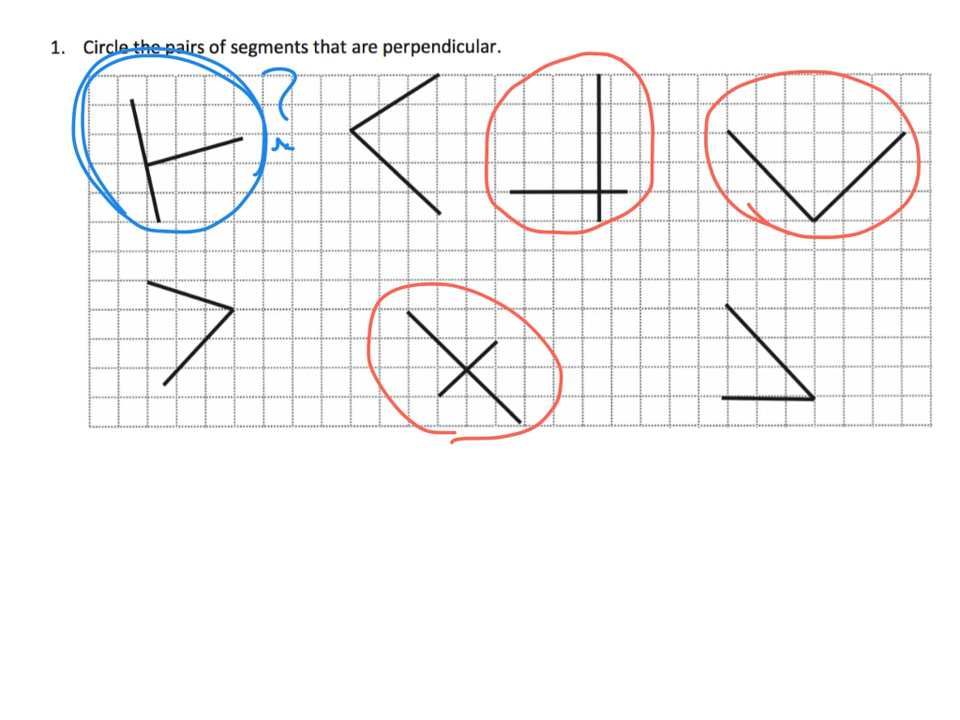 1. Circle the pairs of segments that are perpendicular.
?